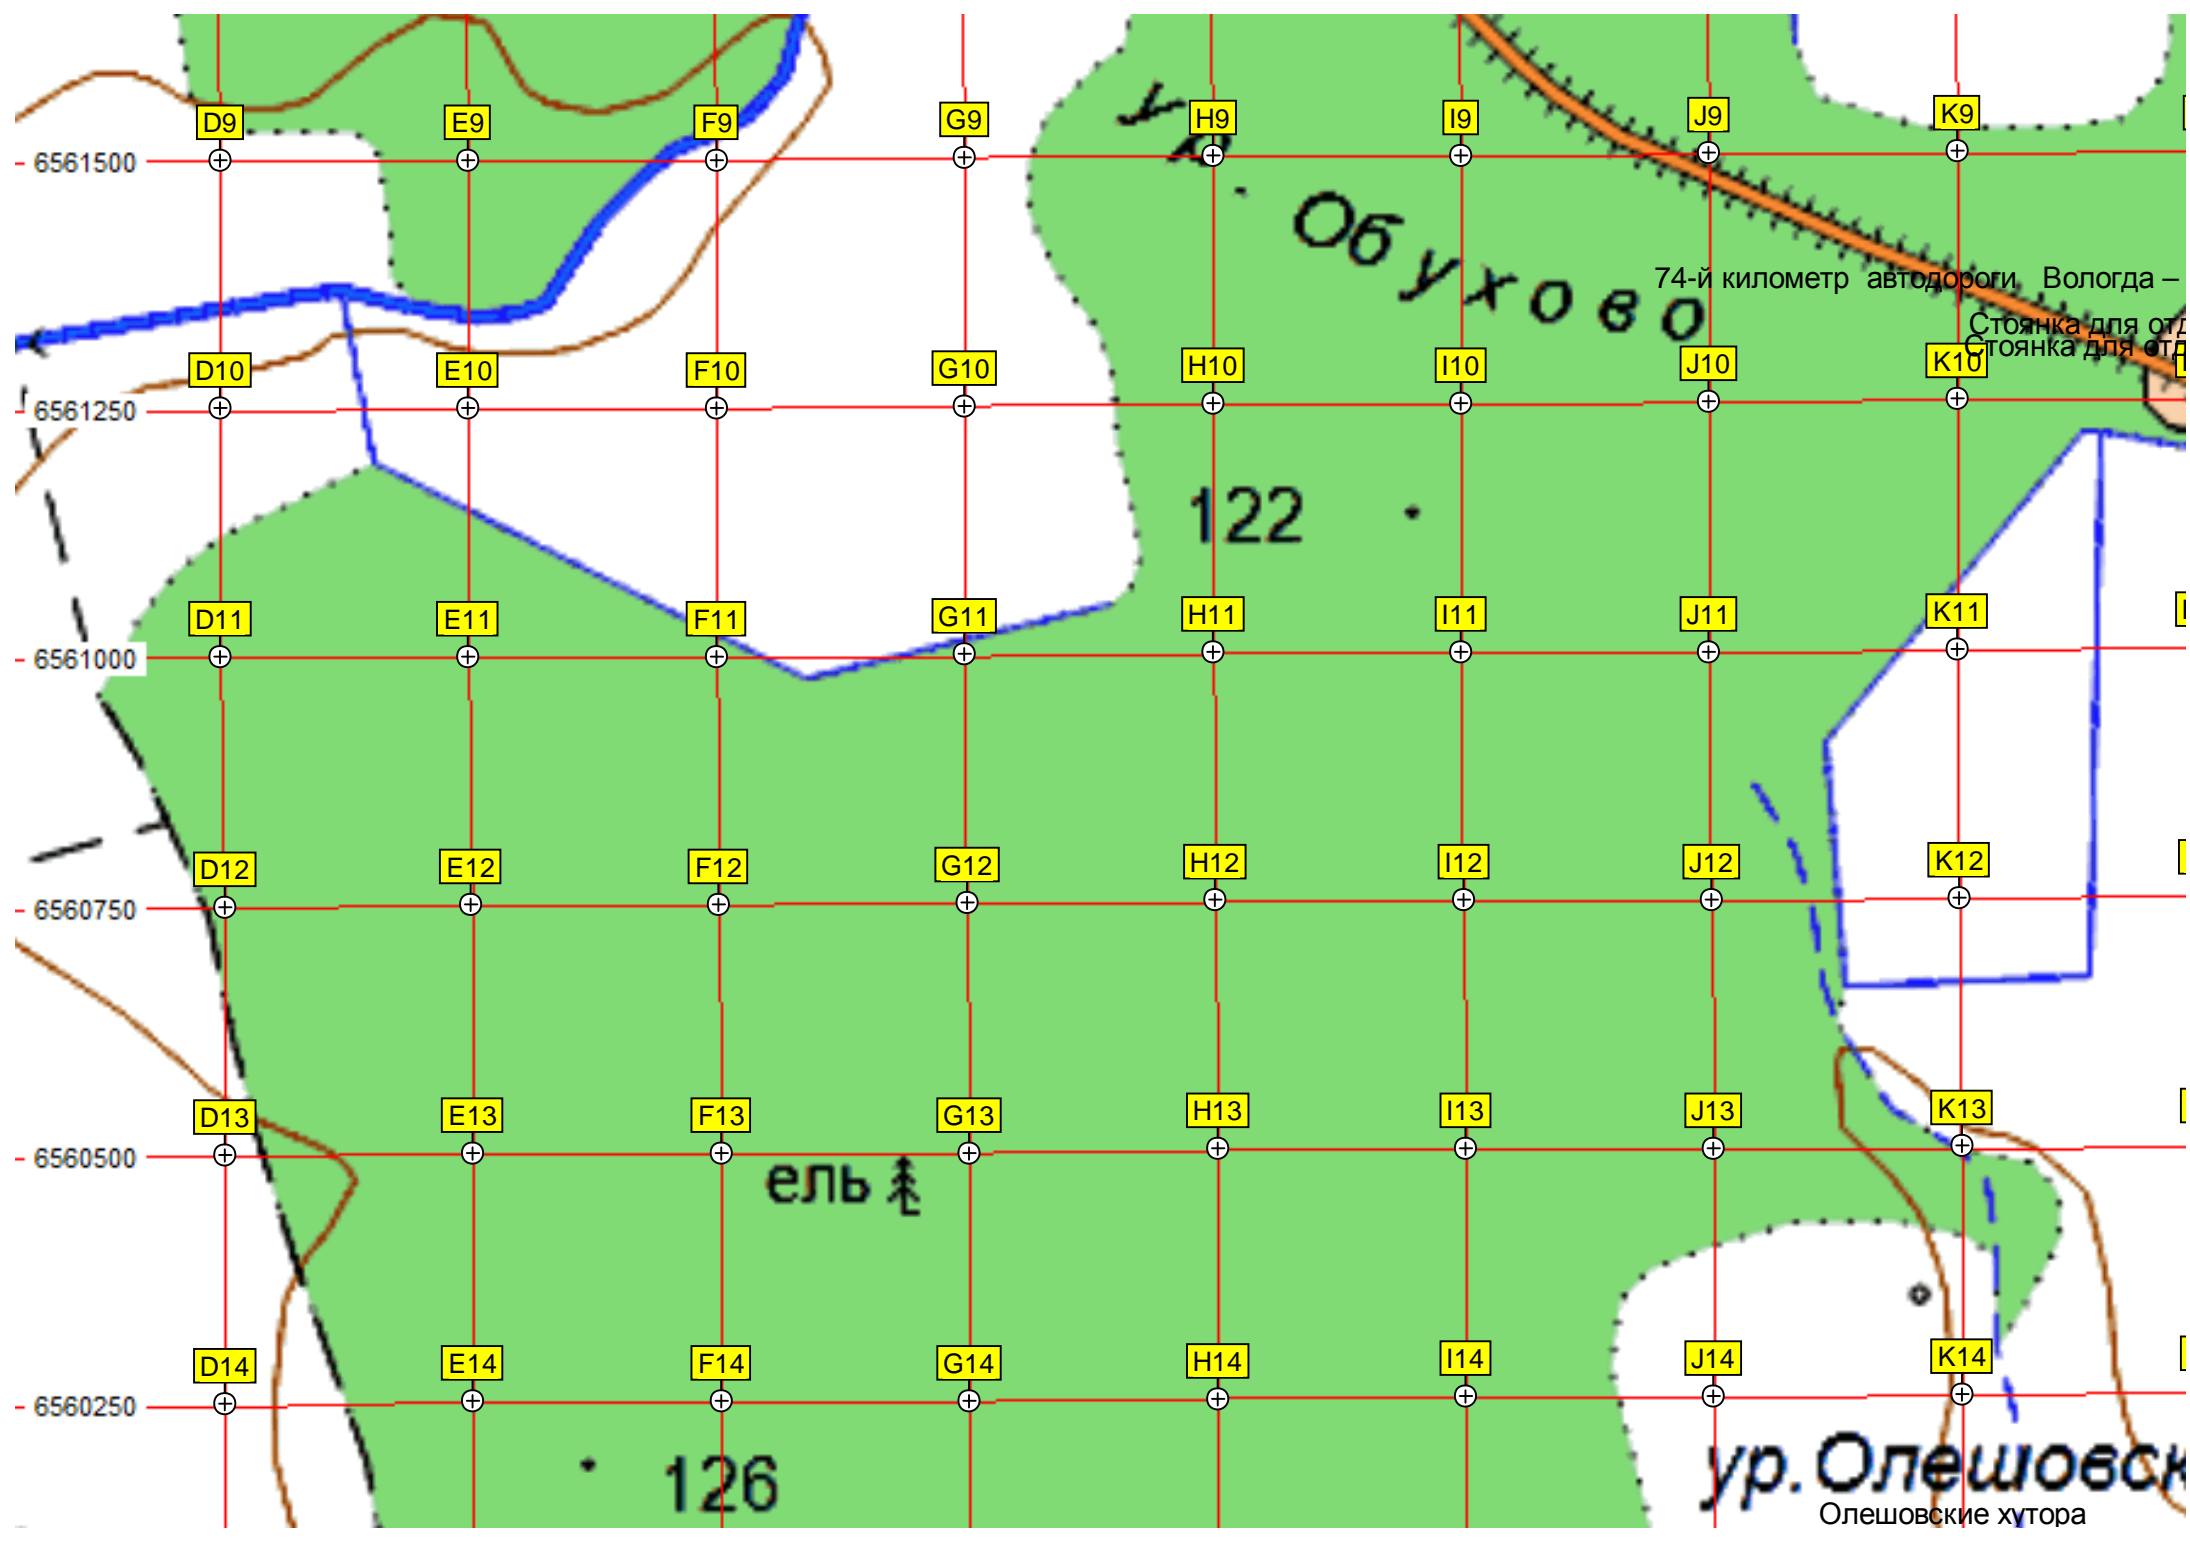 D9 E9 F9 G9 H9 I9 J9 K9
6561500
ур. Обухово
74-й километр автодороги Вологда –
Стоянка для отд
Стоянка для отд
D10 E10 F10 G10 H10 I10 J10 K10
6561250
122
D11 E11 F11 G11 H11 I11 J11 K11
6561000
D12 E12 F12 G12 H12 I12 J12 K12
6560750
D13 E13 F13 G13 H13 I13 J13 K13
6560500
ель
D14 E14 F14 G14 H14 I14 J14 K14
6560250
126
ур. Олешовск
Олешовские хутора